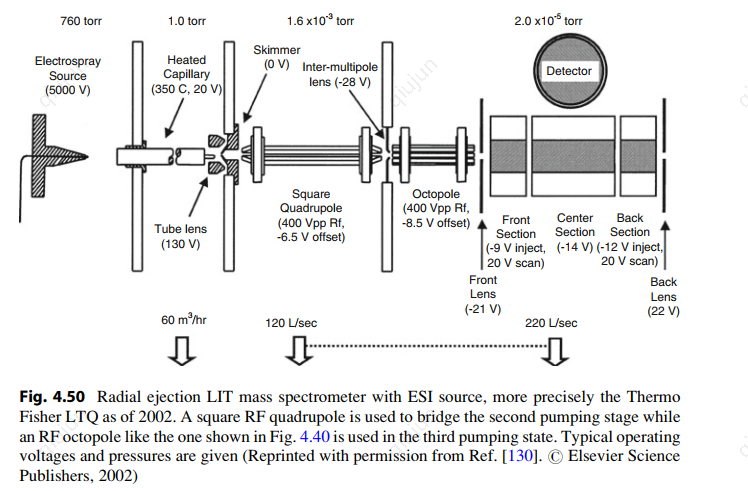 760 torr
1.0 torr
1.6 x10⁻³ torr
2.0 x10⁻⁵ torr
Electrospray
Source
(5000 V)
Heated
Capillary
(350 C, 20 V)
Skimmer
(0 V)
Inter-multipole
lens (-28 V)
Detector
Tube lens
(130 V)
Square
Quadrupole
(400 Vpp Rf,
-6.5 V offset)
Octopole
(400 Vpp Rf,
-8.5 V offset)
Front
Section
(-9 V inject,
20 V scan)
Center
Section
(-14 V)
Back
Section
(-12 V inject,
20 V scan)
Front
Lens
(-21 V)
Back
Lens
(22 V)
60 m³/hr
120 L/sec
220 L/sec
Fig. 4.50 Radial ejection LIT mass spectrometer with ESI source, more precisely the Thermo
Fisher LTQ as of 2002. A square RF quadrupole is used to bridge the second pumping stage while
an RF octopole like the one shown in Fig. 4.40 is used in the third pumping state. Typical operating
voltages and pressures are given (Reprinted with permission from Ref. [130]. © Elsevier Science
Publishers, 2002)
qiujun